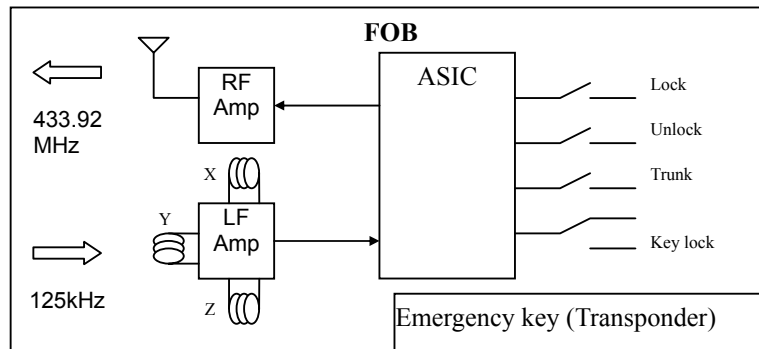 FOB
RF
Amp
ASIC
Lock
433.92
MHz
Unlock
X
Trunk
Y
LF
Amp
Key lock
125kHz
Z
Emergency key (Transponder)